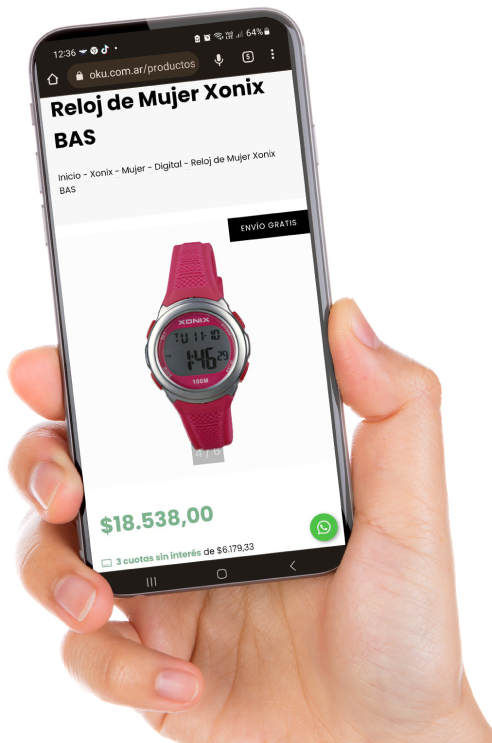 12:36
64%
oku.com.ar/productos
5
Reloj de Mujer Xonix
BAS
Inicio - Xonix - Mujer - Digital - Reloj de Mujer Xonix
BAS
ENVÍO GRATIS
XONIX
TU 11-10
1:46 29
100M
4 / 6
$18.538,00
3 cuotas sin interés de $6.179,33